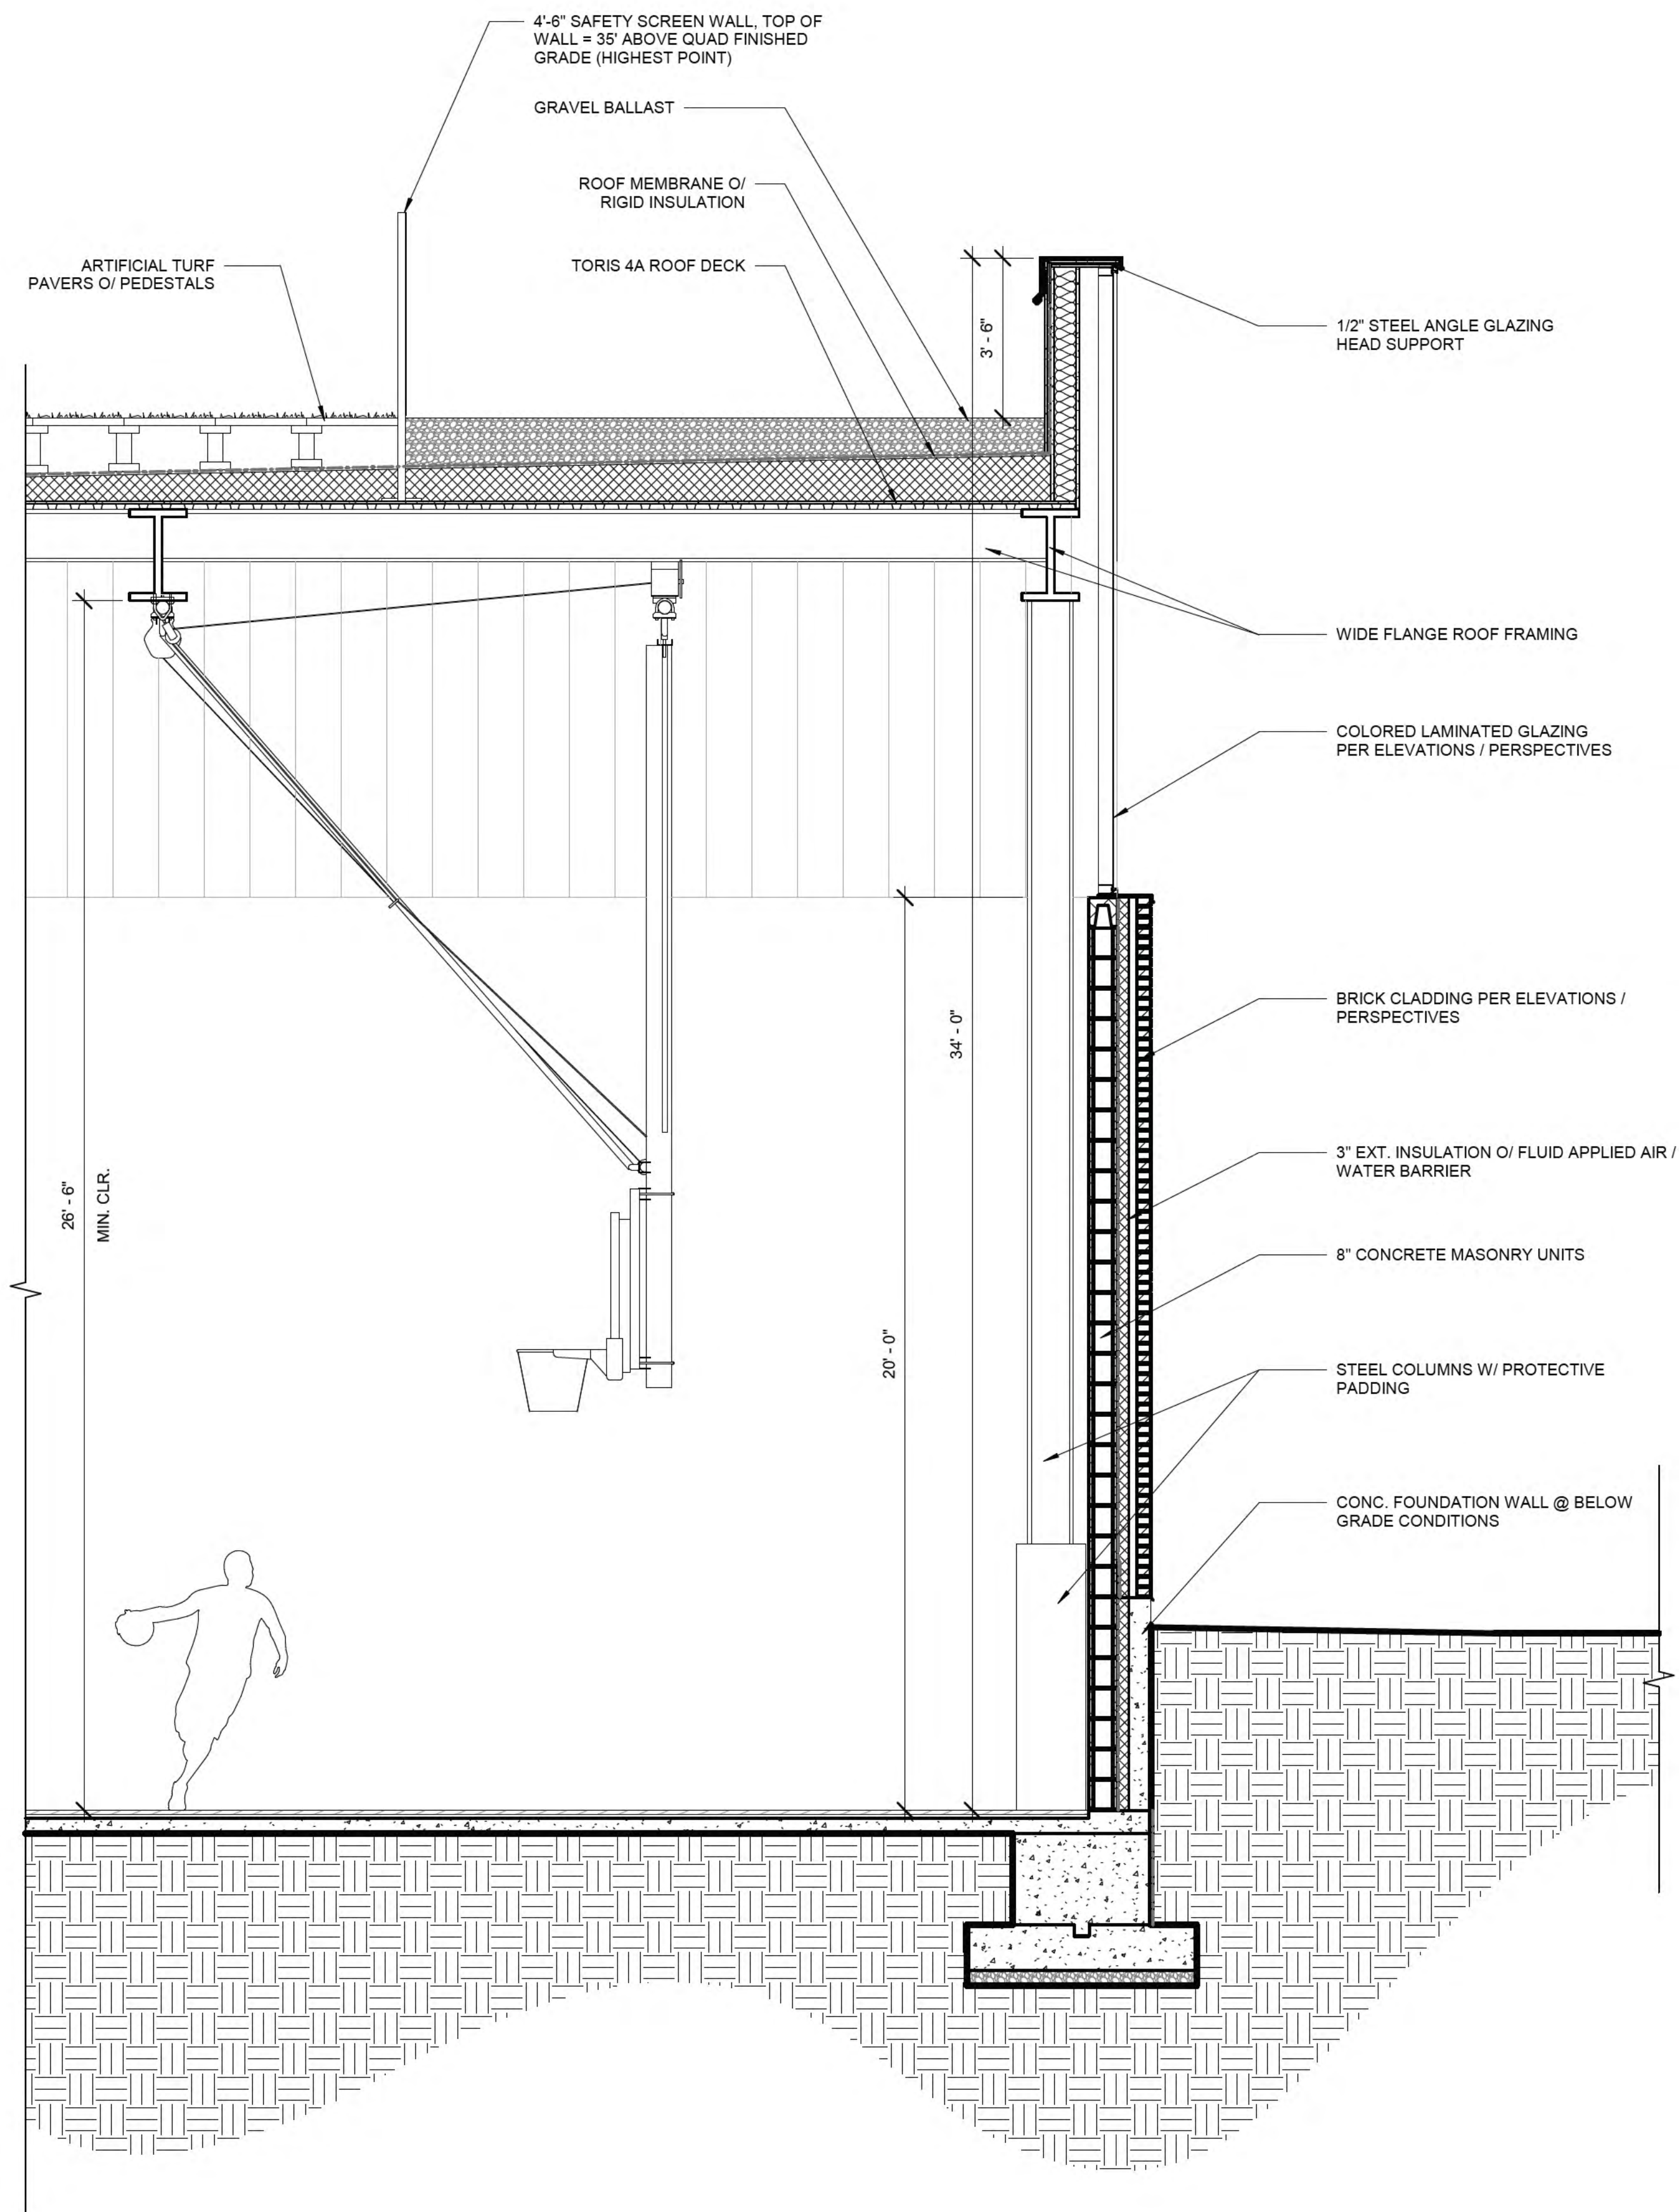 4'-6" SAFETY SCREEN WALL, TOP OF
WALL = 35' ABOVE QUAD FINISHED
GRADE (HIGHEST POINT)
GRAVEL BALLAST
ROOF MEMBRANE O/
RIGID INSULATION
ARTIFICIAL TURF
PAVERS O/ PEDESTALS
TORIS 4A ROOF DECK
3' - 6"
1/2" STEEL ANGLE GLAZING
HEAD SUPPORT
WIDE FLANGE ROOF FRAMING
COLORED LAMINATED GLAZING
PER ELEVATIONS / PERSPECTIVES
BRICK CLADDING PER ELEVATIONS /
PERSPECTIVES
34' - 0"
3" EXT. INSULATION O/ FLUID APPLIED AIR /
WATER BARRIER
26' - 6"
MIN. CLR.
8" CONCRETE MASONRY UNITS
20' - 0"
STEEL COLUMNS W/ PROTECTIVE
PADDING
CONC. FOUNDATION WALL @ BELOW
GRADE CONDITIONS